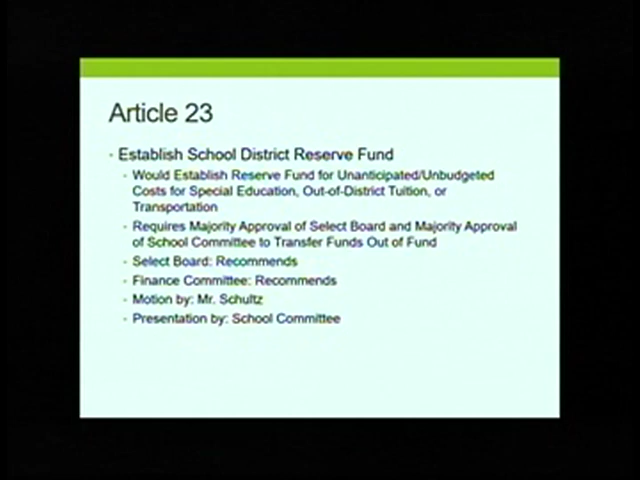 Article 23
Establish School District Reserve Fund
Would Establish Reserve Fund for Unanticipated/Unbudgeted
Costs for Special Education, Out-of-District Tuition, or
Transportation
Requires Majority Approval of Select Board and Majority Approval
of School Committee to Transfer Funds Out of Fund
Select Board: Recommends
Finance Committee: Recommends
Motion by: Mr. Schultz
Presentation by: School Committee